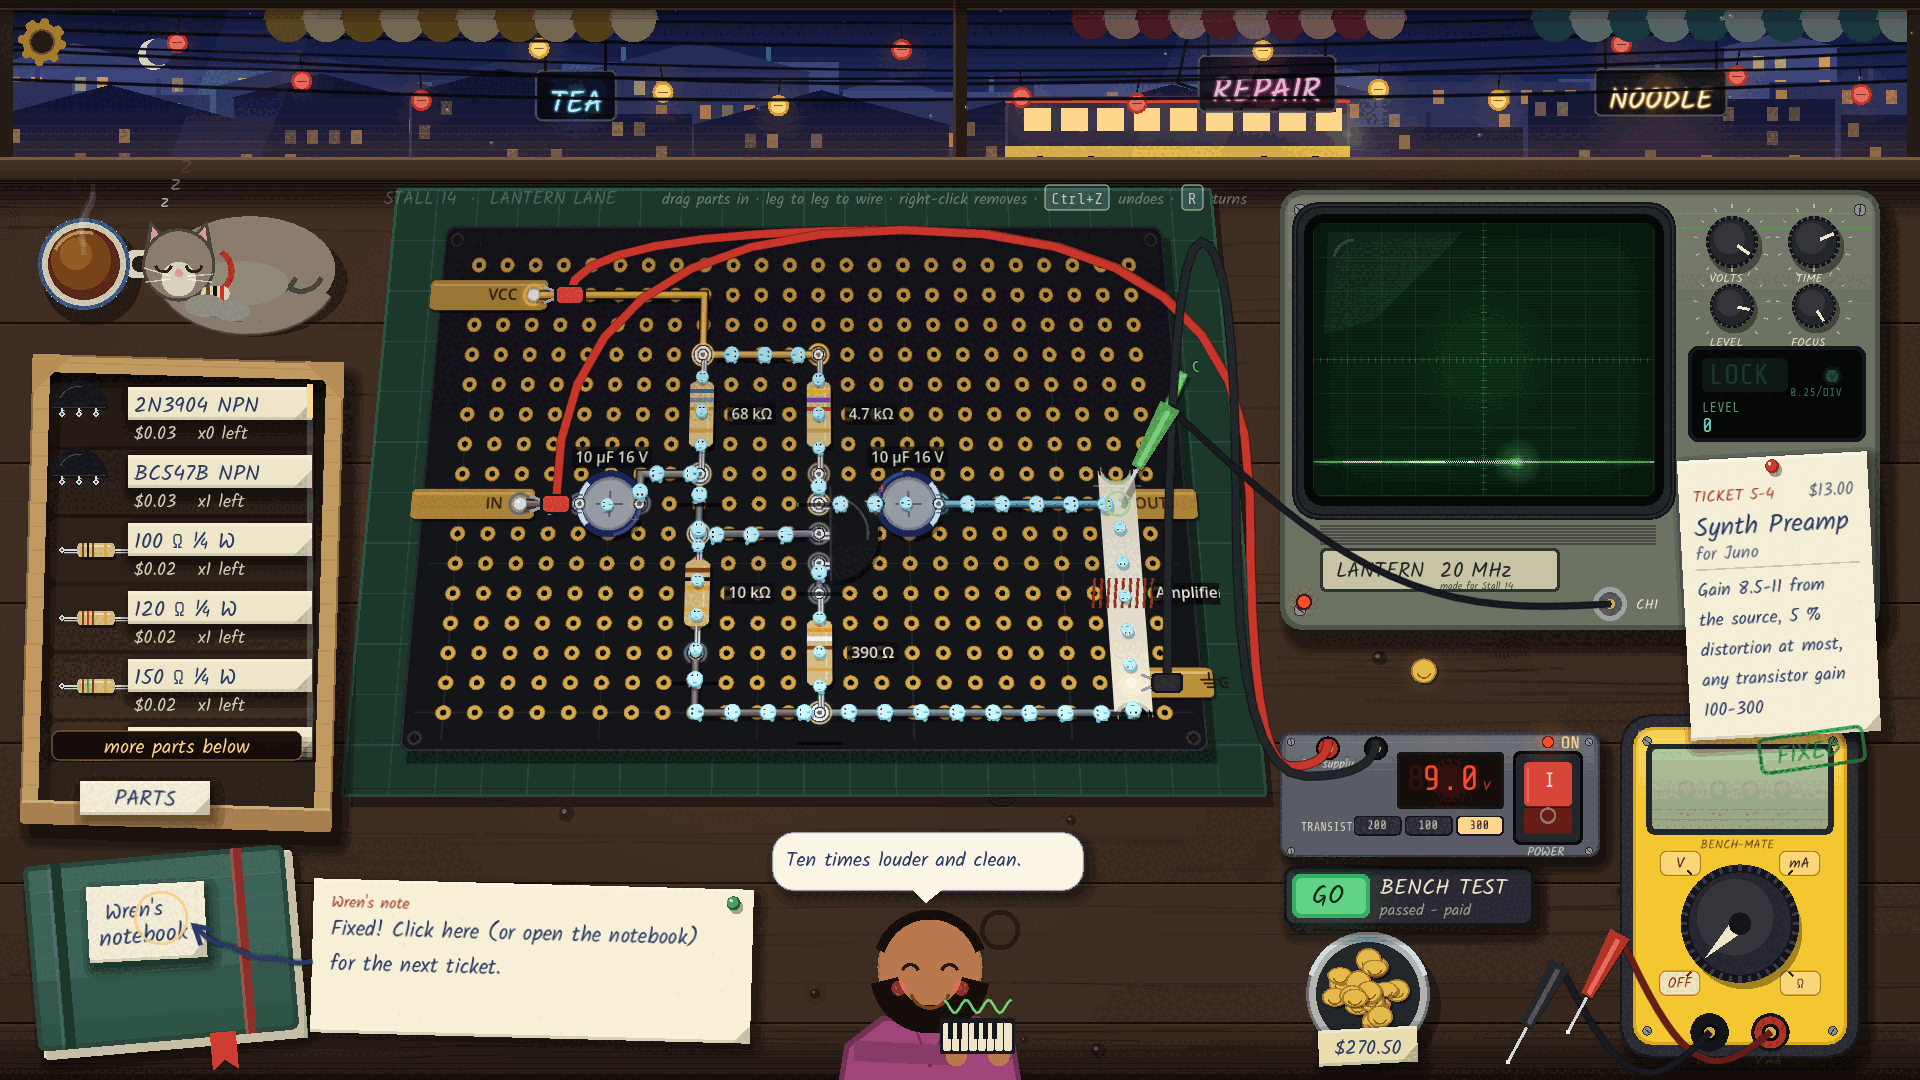 TEA
REPAIR
NOODLE
STALL 14 · LANTERN LANE
drag parts in · leg to leg to wire · right-click removes · Ctrl+Z undoes · R turns
z
z
z
VCC
IN
OUT
68 kΩ
4.7 kΩ
10 µF 16 V
10 µF 16 V
10 kΩ
390 Ω
Amplifier
C
G
2N3904 NPN
$0.03 x0 left
BC547B NPN
$0.03 x1 left
100 Ω ¼ W
$0.02 x1 left
120 Ω ¼ W
$0.02 x1 left
150 Ω ¼ W
$0.02 x1 left
more parts below
PARTS
VOLTS
TIME
LEVEL
FOCUS
LOCK
0.25/DIV
LEVEL
0
LANTERN 20 MHz
made for Stall 14
CH1
TICKET 5-4 $13.00
Synth Preamp
for Juno
Gain 8.5-11 from
the source, 5 %
distortion at most,
any transistor gain
100-300
FIXED
supply
9.0 V
ON
I
TRANSIST
200
100
300
POWER
GO
BENCH TEST
passed - paid
BENCH-MATE
V
mA
OFF
Ω
$270.50
Ten times louder and clean.
Wren's
notebook
Wren's note
Fixed! Click here (or open the notebook)
for the next ticket.